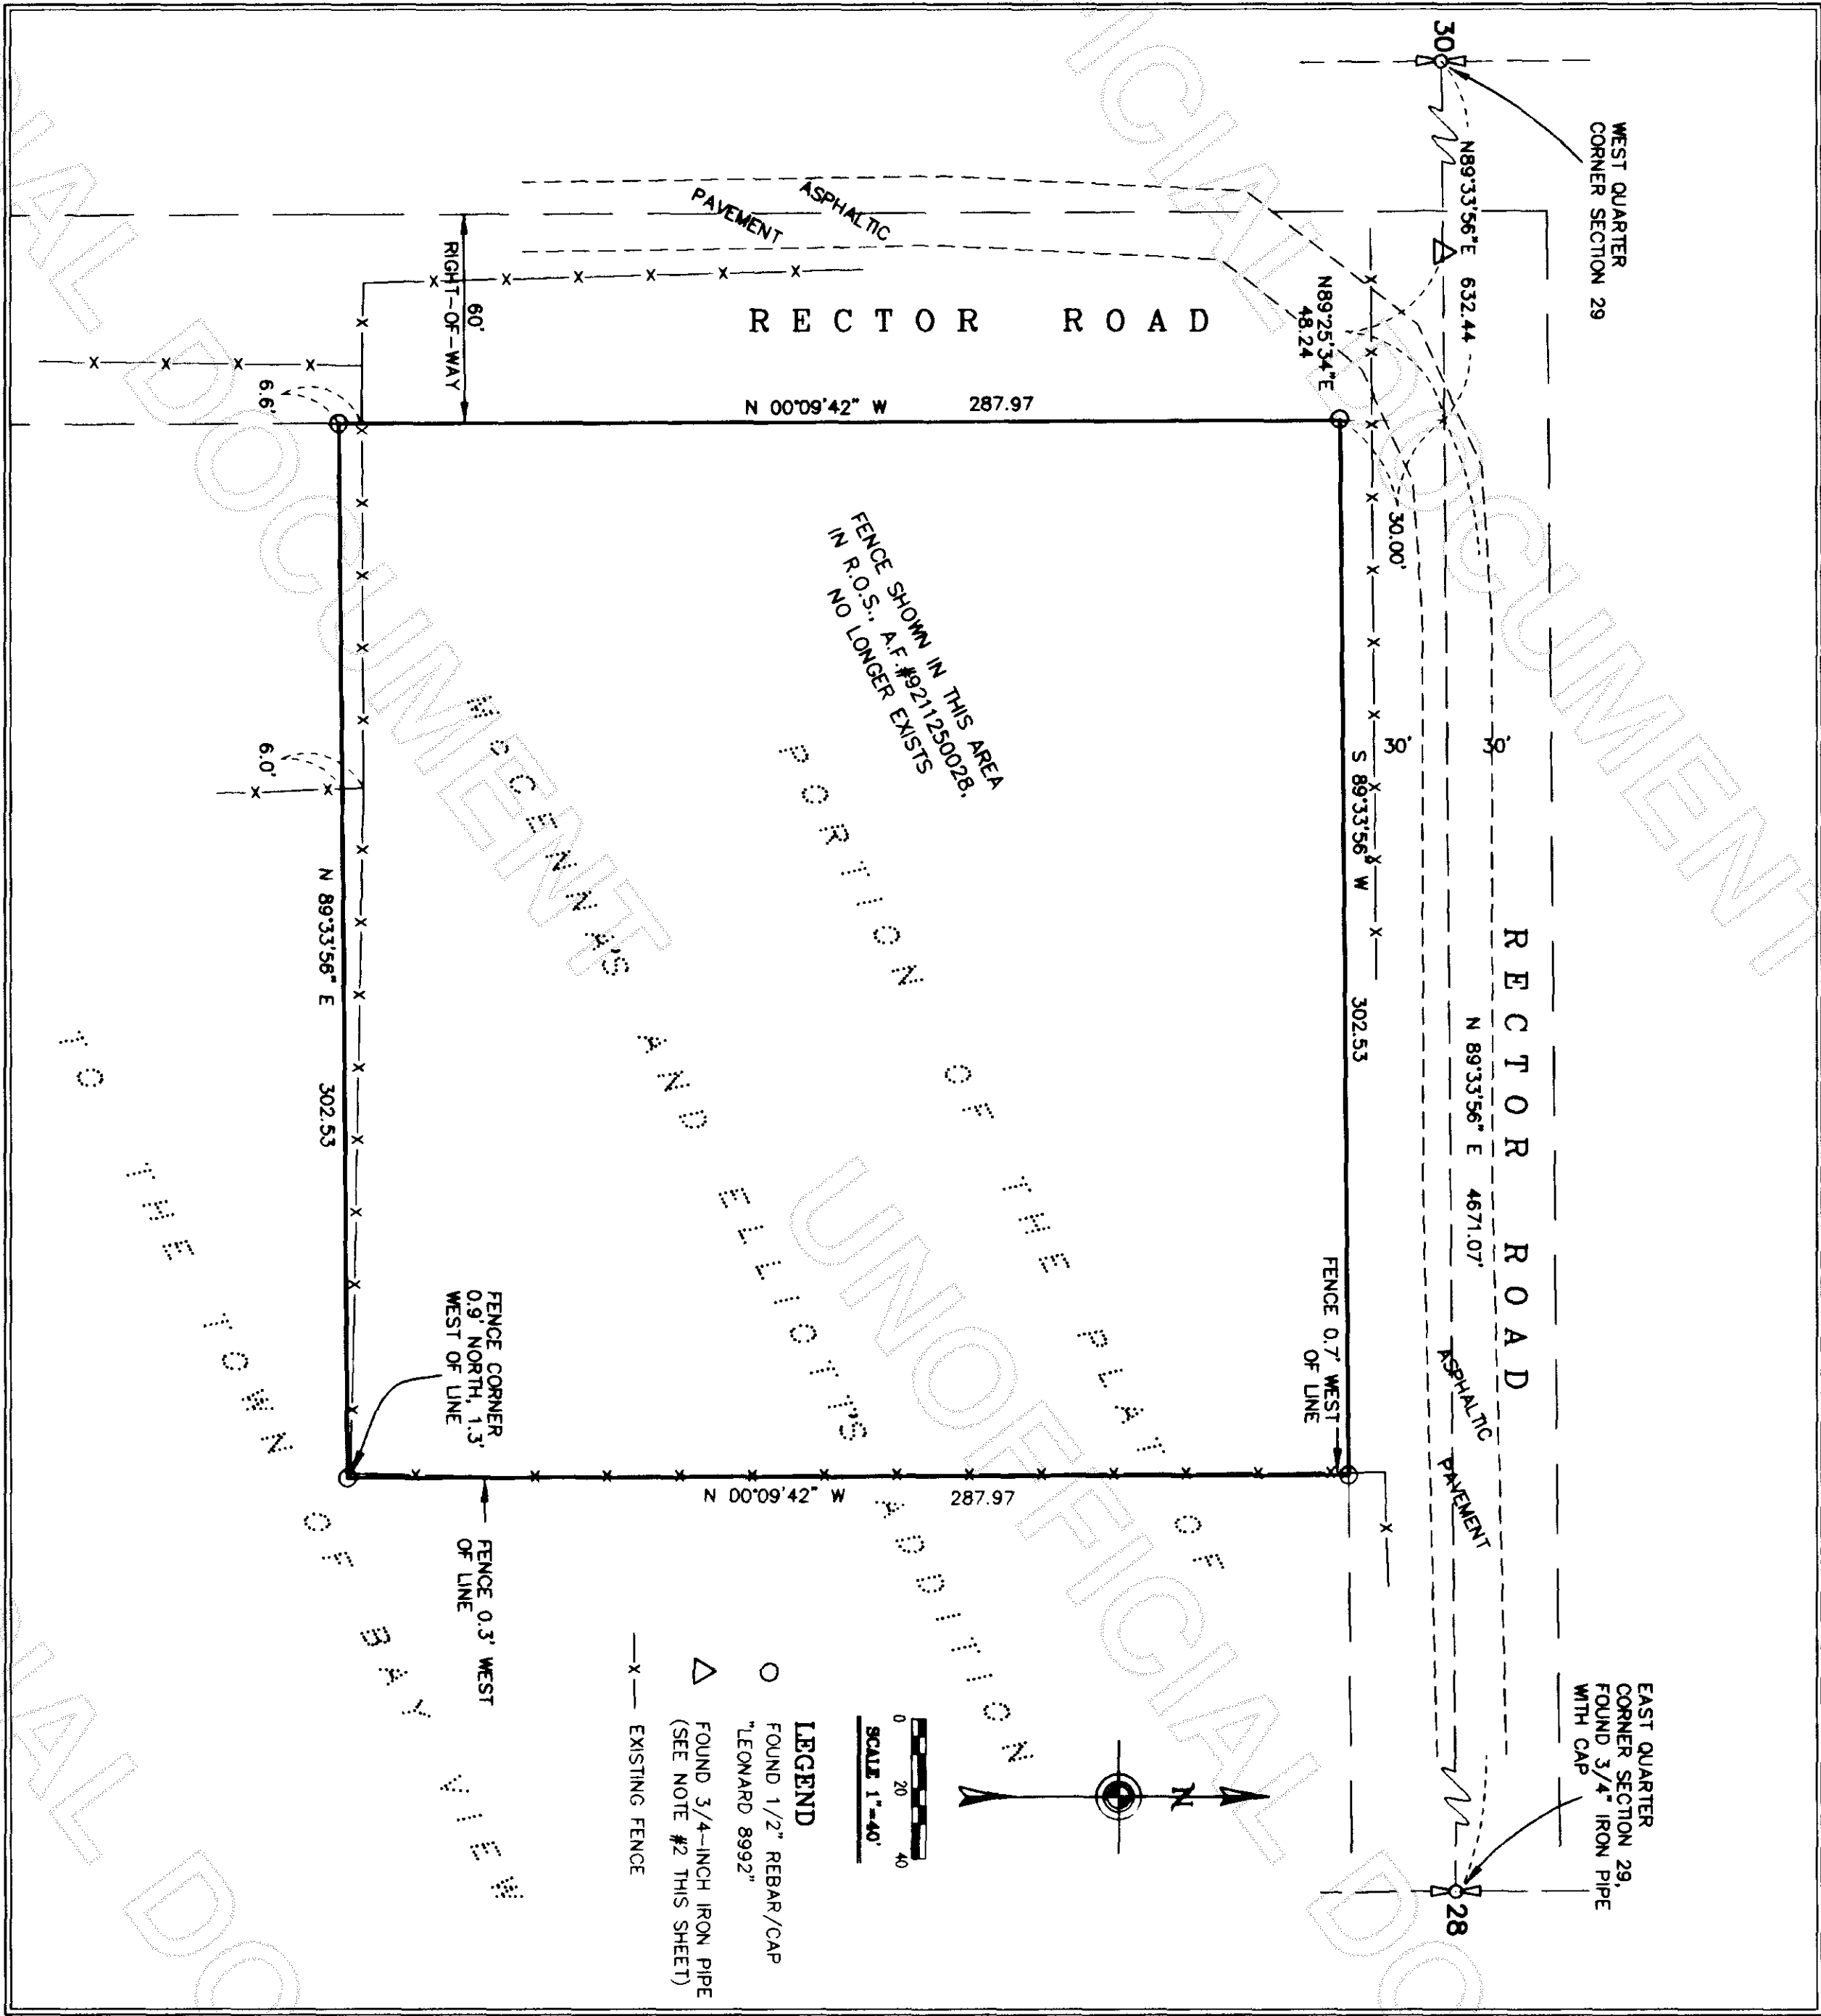 30
WEST QUARTER
CORNER SECTION 29
N89°33'56"E 632.44
EAST QUARTER
CORNER SECTION 29,
FOUND 3/4" IRON PIPE
WITH CAP
28
RECTOR ROAD
N 89°33'56" E 4671.07'
ASPHALTIC
PAVEMENT
30'
30'
30.00'
N89°25'34"E
48.24
S 89°33'56" W 302.53
FENCE 0.7' WEST
OF LINE
ASPHALTIC
PAVEMENT
RECTOR ROAD
60'
RIGHT-OF-WAY
N 00°09'42" W 287.97
FENCE SHOWN IN THIS AREA
IN R.O.S., A.F.#9211250028,
NO LONGER EXISTS
PORTION OF THE PLAT OF
McCENNA'S AND ELLIOTT'S ADDITION
TO THE TOWN OF BAY VIEW
N 00°09'42" W 287.97
FENCE CORNER
0.9' NORTH, 1.3'
WEST OF LINE
FENCE 0.3' WEST
OF LINE
6.6'
6.0'
N 89°33'56" E 302.53
N
0 20 40
SCALE 1"=40'
LEGEND
FOUND 1/2" REBAR/CAP
"LEONARD 8992"
FOUND 3/4-INCH IRON PIPE
(SEE NOTE #2 THIS SHEET)
EXISTING FENCE
UNOFFICIAL DOCUMENT